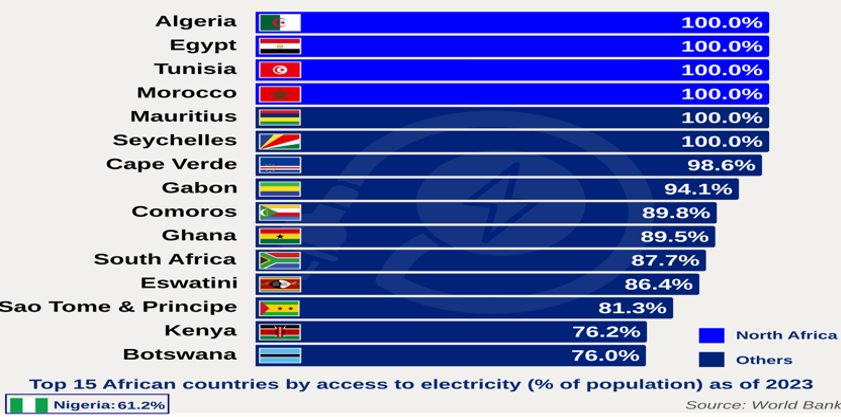 Algeria 100.0%
Egypt 100.0%
Tunisia 100.0%
Morocco 100.0%
Mauritius 100.0%
Seychelles 100.0%
Cape Verde 98.6%
Gabon 94.1%
Comoros 89.8%
Ghana 89.5%
South Africa 87.7%
Eswatini 86.4%
Sao Tome & Principe 81.3%
Kenya 76.2%
Botswana 76.0%
North Africa
Others
Top 15 African countries by access to electricity (% of population) as of 2023
Nigeria: 61.2%
Source: World Bank